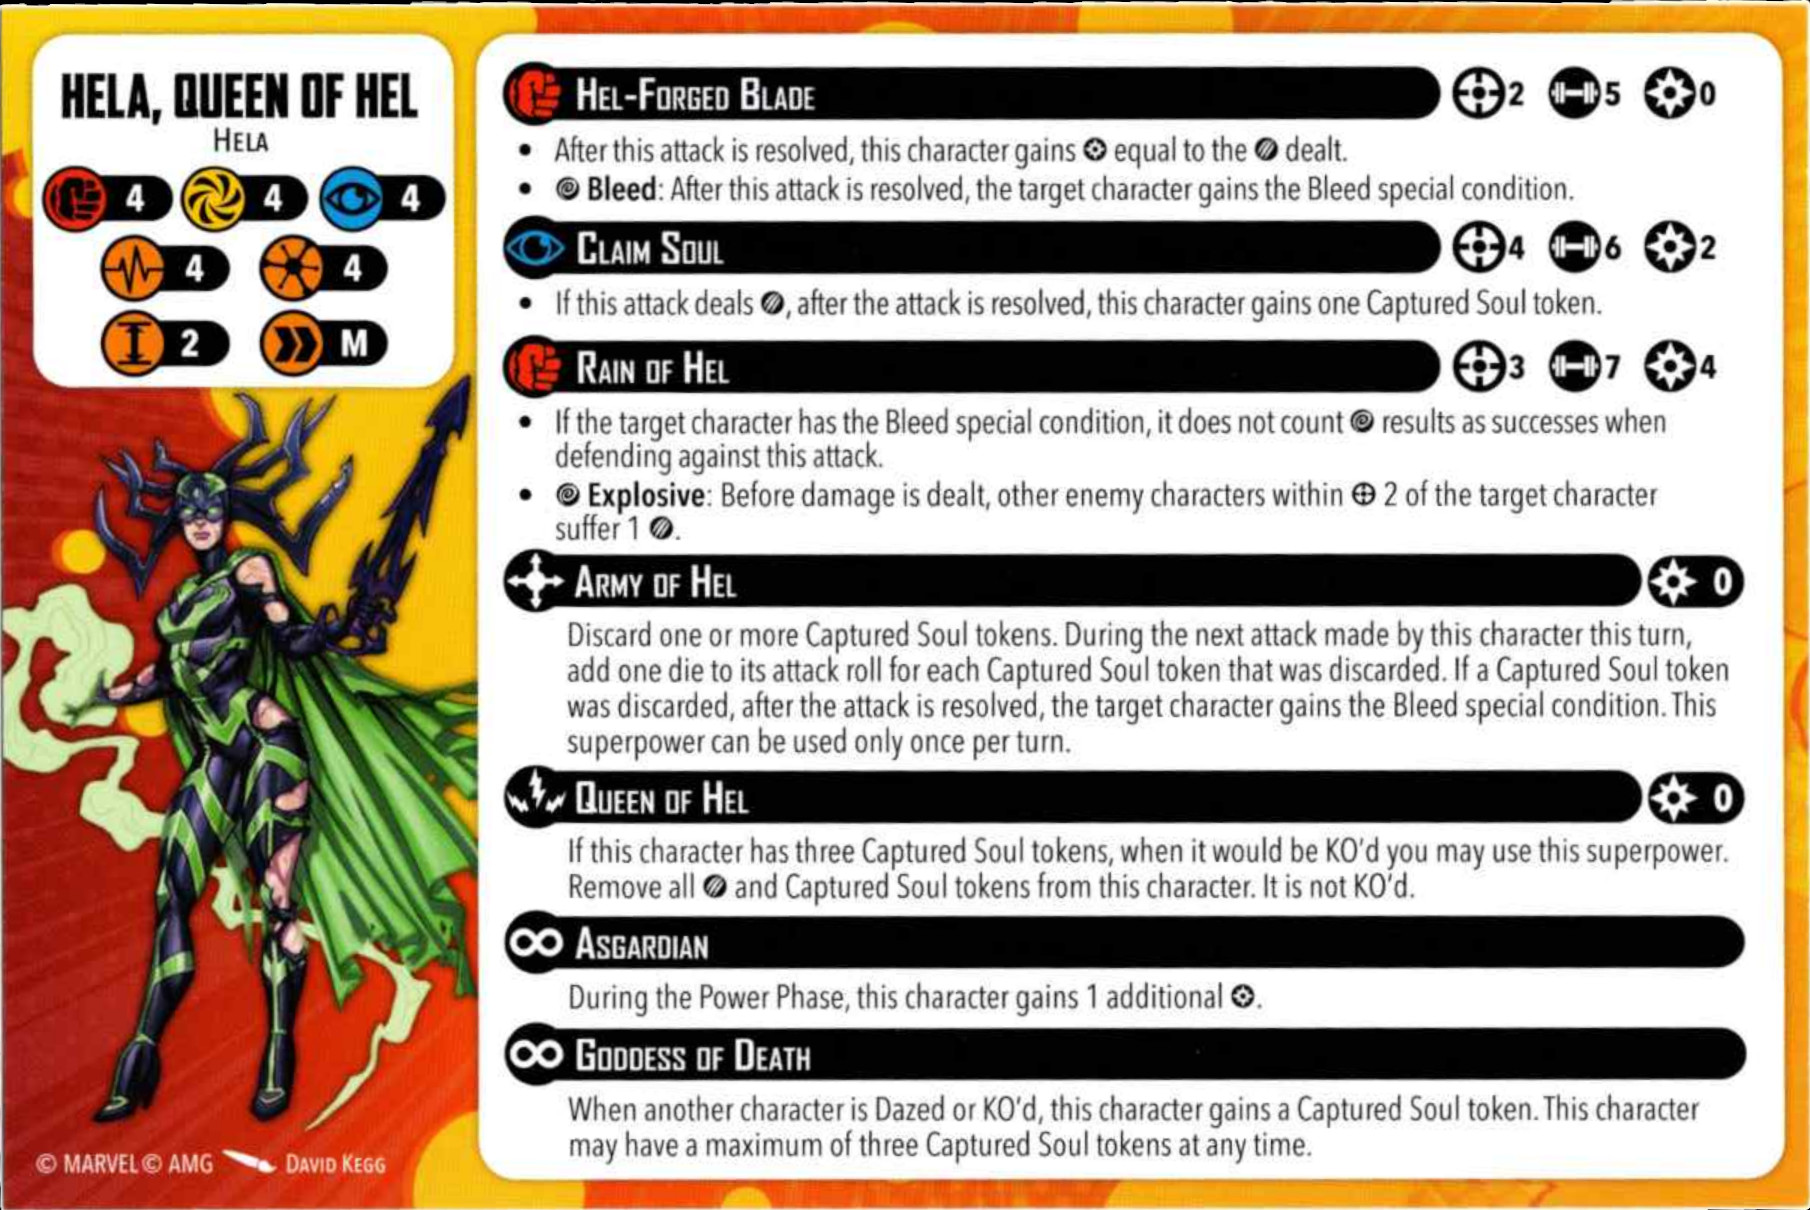 HELA, QUEEN OF HEL
HELA
4 4 4
4 4
2 M
HEL-FORGED BLADE 2 5 0
• After this attack is resolved, this character gains equal to the dealt.
• Bleed: After this attack is resolved, the target character gains the Bleed special condition.
CLAIM SOUL 4 6 2
• If this attack deals , after the attack is resolved, this character gains one Captured Soul token.
RAIN OF HEL 3 7 4
• If the target character has the Bleed special condition, it does not count results as successes when
defending against this attack.
• Explosive: Before damage is dealt, other enemy characters within 2 of the target character
suffer 1 .
ARMY OF HEL 0
Discard one or more Captured Soul tokens. During the next attack made by this character this turn,
add one die to its attack roll for each Captured Soul token that was discarded. If a Captured Soul token
was discarded, after the attack is resolved, the target character gains the Bleed special condition. This
superpower can be used only once per turn.
QUEEN OF HEL 0
If this character has three Captured Soul tokens, when it would be KO'd you may use this superpower.
Remove all and Captured Soul tokens from this character. It is not KO'd.
ASGARDIAN
During the Power Phase, this character gains 1 additional .
GODDESS OF DEATH
When another character is Dazed or KO'd, this character gains a Captured Soul token. This character
may have a maximum of three Captured Soul tokens at any time.
© MARVEL © AMG DAVID KEGG